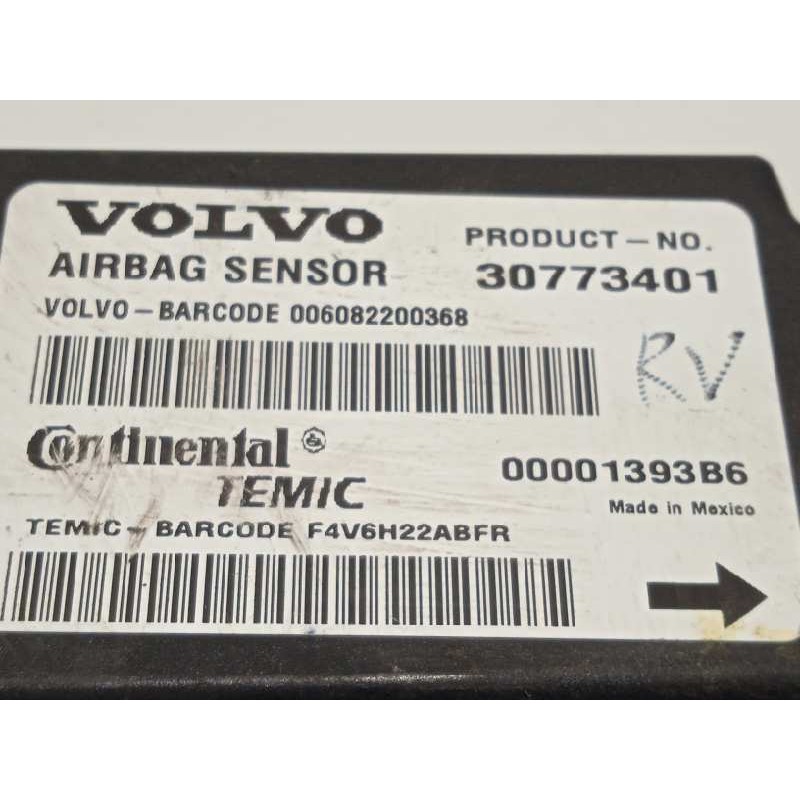 VOLVO
PRODUCT-NO.
AIRBAG SENSOR
30773401
VOLVO-BARCODE 006082200368
RV
Continental
TEMIC
00001393B6
Made in Mexico
TEMIC-BARCODE F4V6H22ABFR